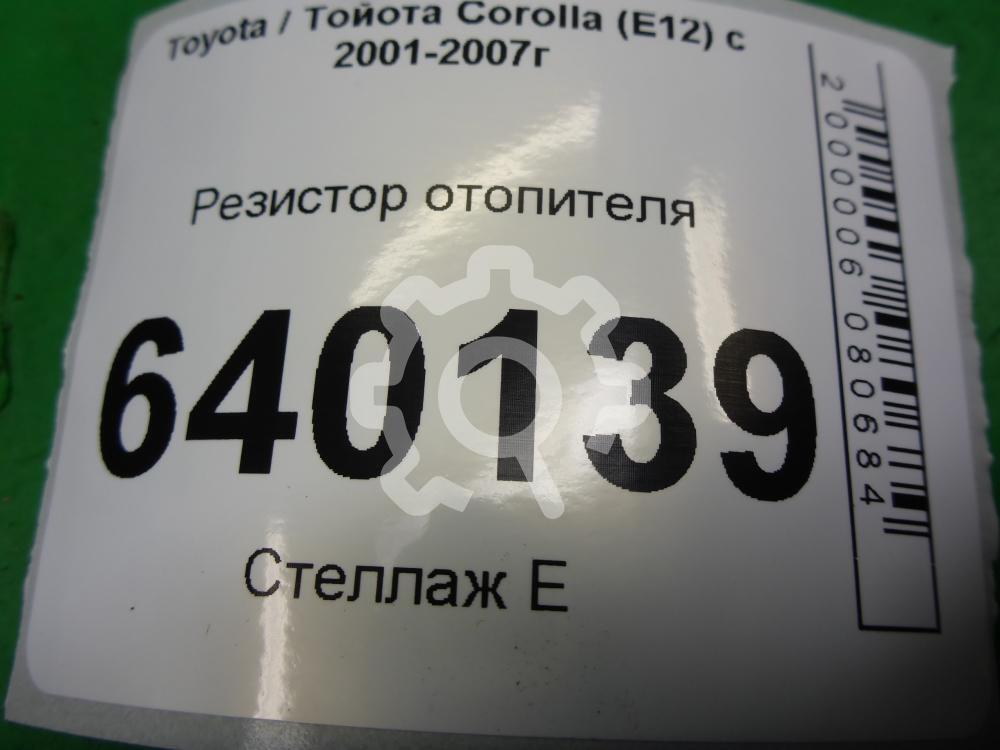 Toyota / Тойота Corolla (E12) с
2001-2007г
Резистор отопителя
640139
Стеллаж Е
2000006080684